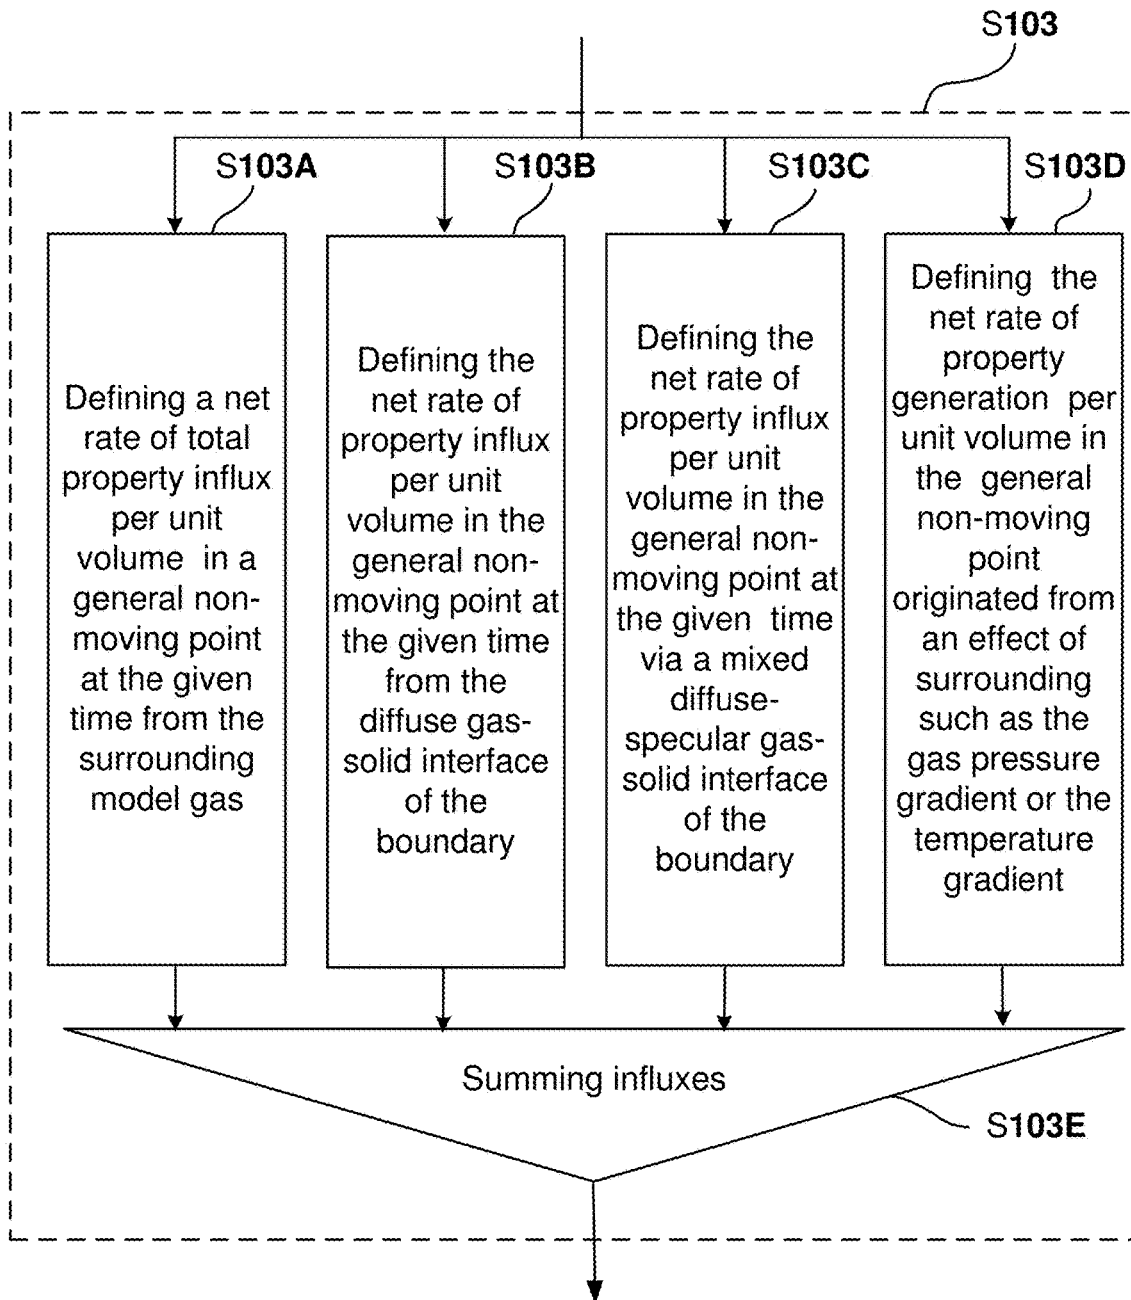 S103
S103A
S103B
S103C
S103D
Defining a net
rate of total
property influx
per unit
volume in a
general non-
moving point
at the given
time from the
surrounding
model gas
Defining the
net rate of
property influx
per unit
volume in the
general non-
moving point at
the given time
from the
diffuse gas-
solid interface
of the
boundary
Defining the
net rate of
property influx
per unit
volume in the
general non-
moving point at
the given time
via a mixed
diffuse-
specular gas-
solid interface
of the
boundary
Defining the
net rate of
property
generation per
unit volume in
the general
non-moving
point
originated from
an effect of
surrounding
such as the
gas pressure
gradient or the
temperature
gradient
Summing influxes
S103E